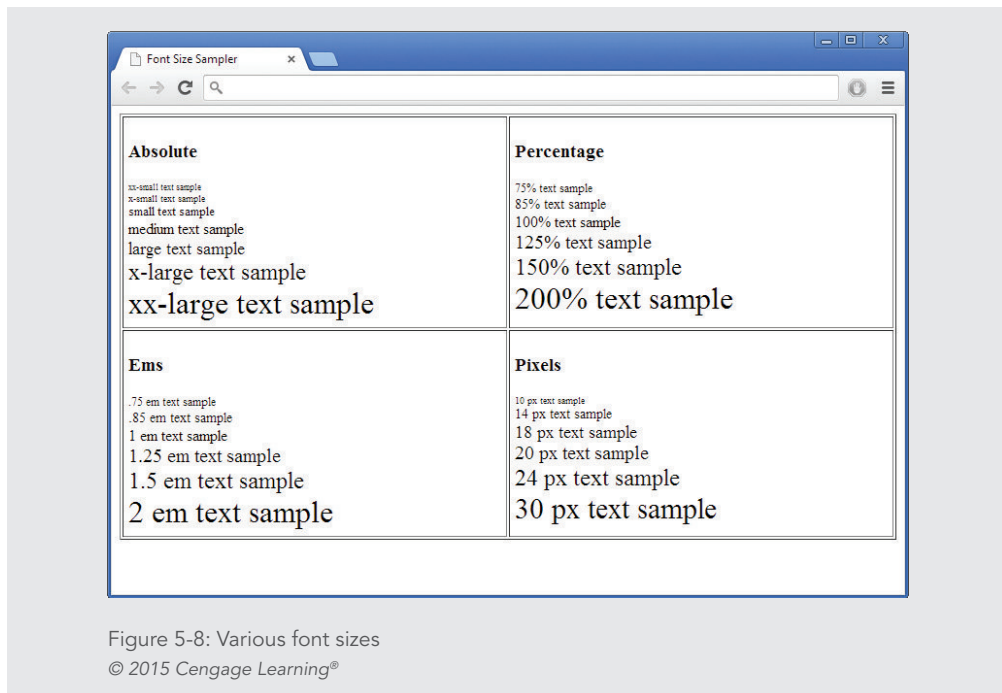 Font Size Sampler
Absolute
xx-small text sample
x-small text sample
small text sample
medium text sample
large text sample
x-large text sample
xx-large text sample
Percentage
75% text sample
85% text sample
100% text sample
125% text sample
150% text sample
200% text sample
Ems
.75 em text sample
.85 em text sample
1 em text sample
1.25 em text sample
1.5 em text sample
2 em text sample
Pixels
10 px text sample
14 px text sample
18 px text sample
20 px text sample
24 px text sample
30 px text sample
Figure 5-8: Various font sizes
© 2015 Cengage Learning®